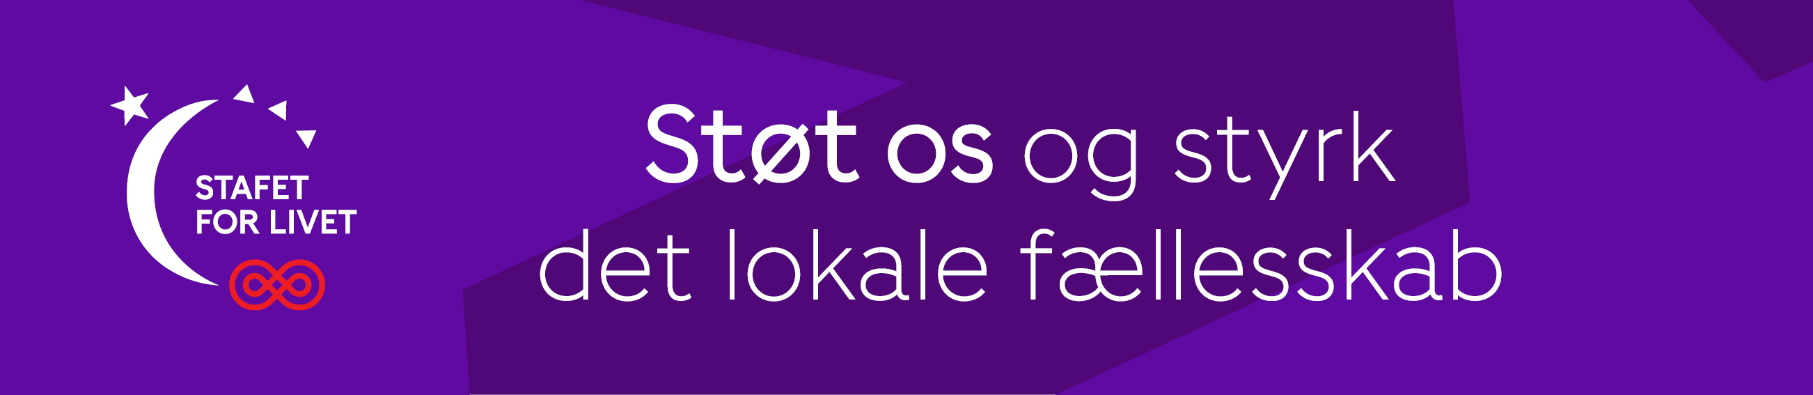 STAFET
FOR LIVET
Støt os og styrk
det lokale fællesskab